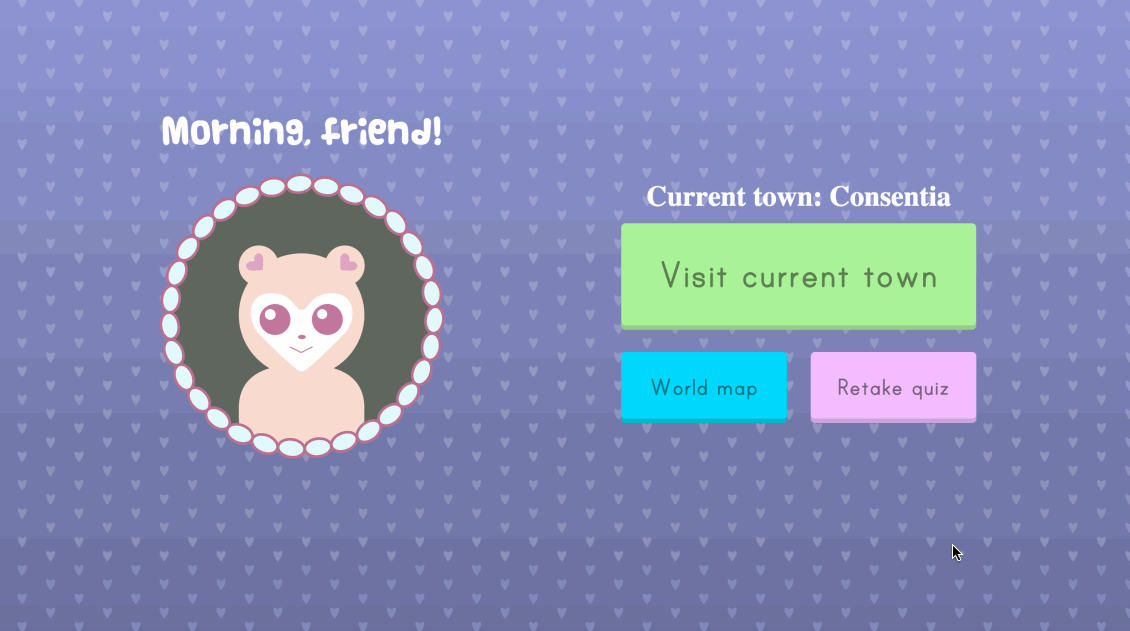 Morning, friend!
Current town: Consentia
Visit current town
World map
Retake quiz